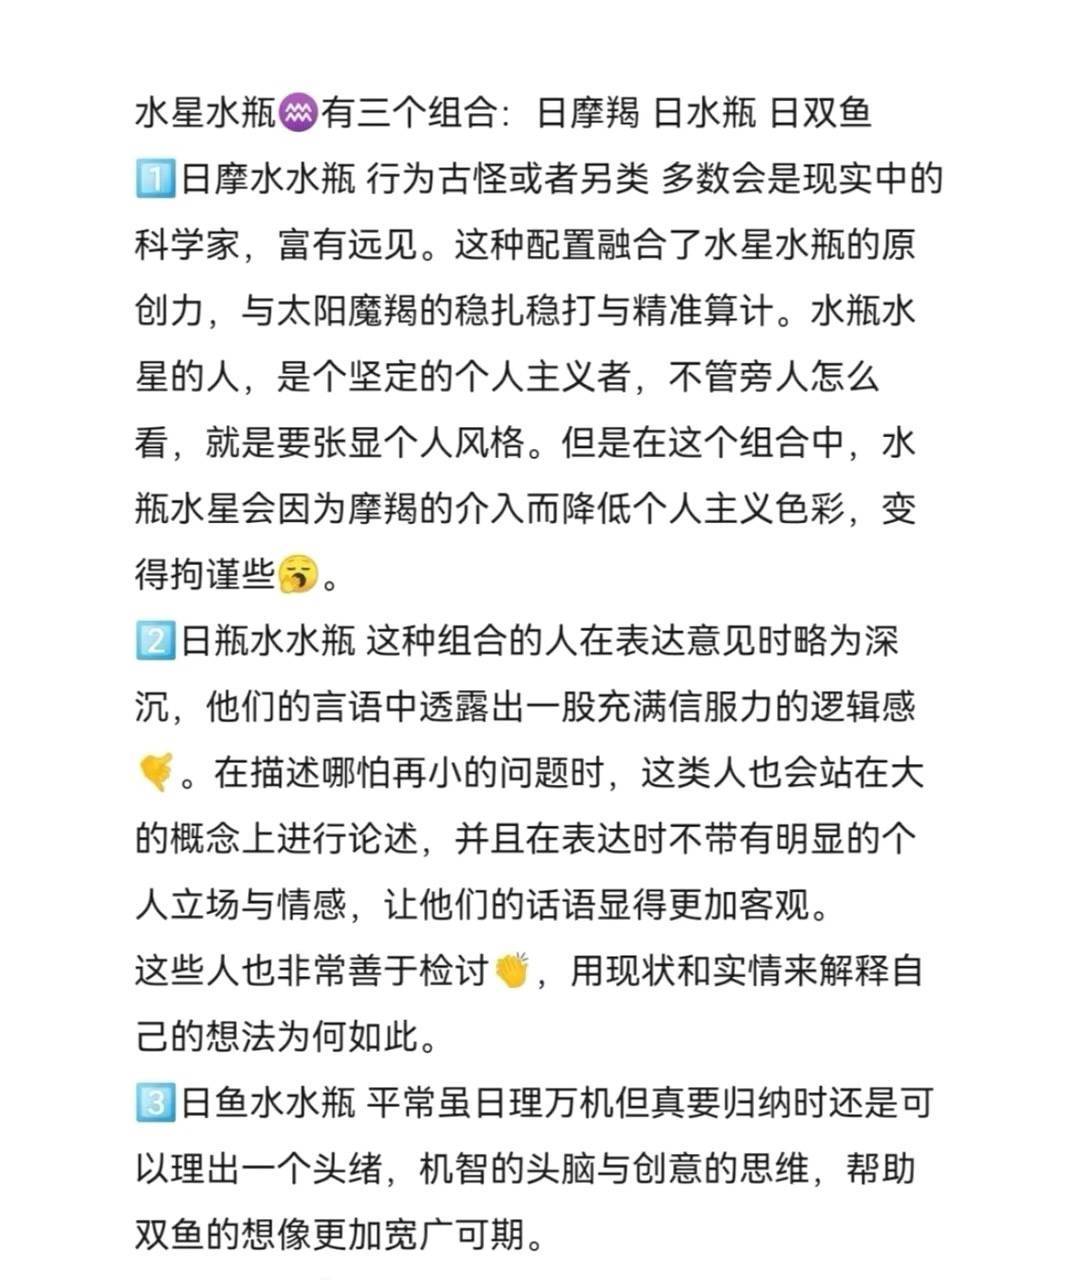 水星水瓶♒有三个组合：日摩羯 日水瓶 日双鱼
1️⃣日摩水水瓶 行为古怪或者另类 多数会是现实中的
科学家，富有远见。这种配置融合了水星水瓶的原
创力，与太阳魔羯的稳扎稳打与精准算计。水瓶水
星的人，是个坚定的个人主义者，不管旁人怎么
看，就是要张显个人风格。但是在这个组合中，水
瓶水星会因为摩羯的介入而降低个人主义色彩，变
得拘谨些🥱。
2️⃣日瓶水水瓶 这种组合的人在表达意见时略为深
沉，他们的言语中透露出一股充满信服力的逻辑感
🤙。在描述哪怕再小的问题时，这类人也会站在大
的概念上进行论述，并且在表达时不带有明显的个
人立场与情感，让他们的话语显得更加客观。
这些人也非常善于检讨👏，用现状和实情来解释自
己的想法为何如此。
3️⃣日鱼水水瓶 平常虽日理万机但真要归纳时还是可
以理出一个头绪，机智的头脑与创意的思维，帮助
双鱼的想像更加宽广可期。